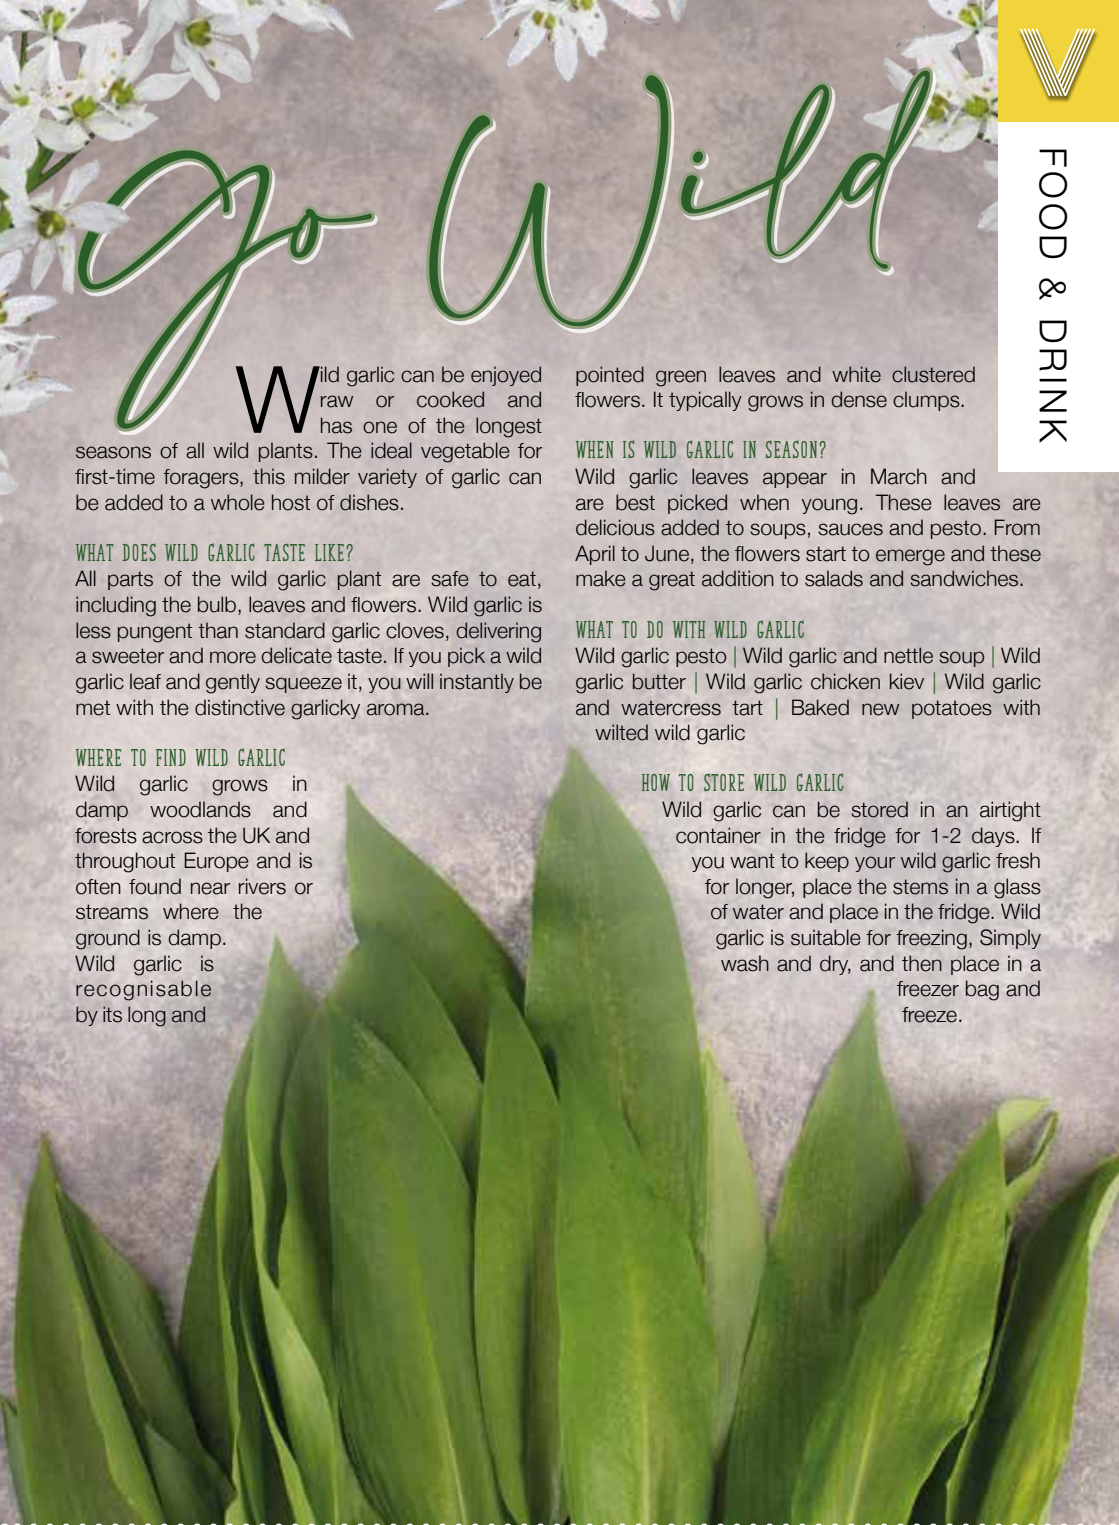 Go Wild
V
FOOD & DRINK
Wild garlic can be enjoyed
raw or cooked and
has one of the longest
seasons of all wild plants. The ideal vegetable for
first-time foragers, this milder variety of garlic can
be added to a whole host of dishes.
WHAT DOES WILD GARLIC TASTE LIKE?
All parts of the wild garlic plant are safe to eat,
including the bulb, leaves and flowers. Wild garlic is
less pungent than standard garlic cloves, delivering
a sweeter and more delicate taste. If you pick a wild
garlic leaf and gently squeeze it, you will instantly be
met with the distinctive garlicky aroma.
WHERE TO FIND WILD GARLIC
Wild garlic grows in
damp woodlands and
forests across the UK and
throughout Europe and is
often found near rivers or
streams where the
ground is damp.
Wild garlic is
recognisable
by its long and
pointed green leaves and white clustered
flowers. It typically grows in dense clumps.
WHEN IS WILD GARLIC IN SEASON?
Wild garlic leaves appear in March and
are best picked when young. These leaves are
delicious added to soups, sauces and pesto. From
April to June, the flowers start to emerge and these
make a great addition to salads and sandwiches.
WHAT TO DO WITH WILD GARLIC
Wild garlic pesto | Wild garlic and nettle soup | Wild
garlic butter | Wild garlic chicken kiev | Wild garlic
and watercress tart | Baked new potatoes with
wilted wild garlic
HOW TO STORE WILD GARLIC
Wild garlic can be stored in an airtight
container in the fridge for 1-2 days. If
you want to keep your wild garlic fresh
for longer, place the stems in a glass
of water and place in the fridge. Wild
garlic is suitable for freezing, Simply
wash and dry, and then place in a
freezer bag and
freeze.